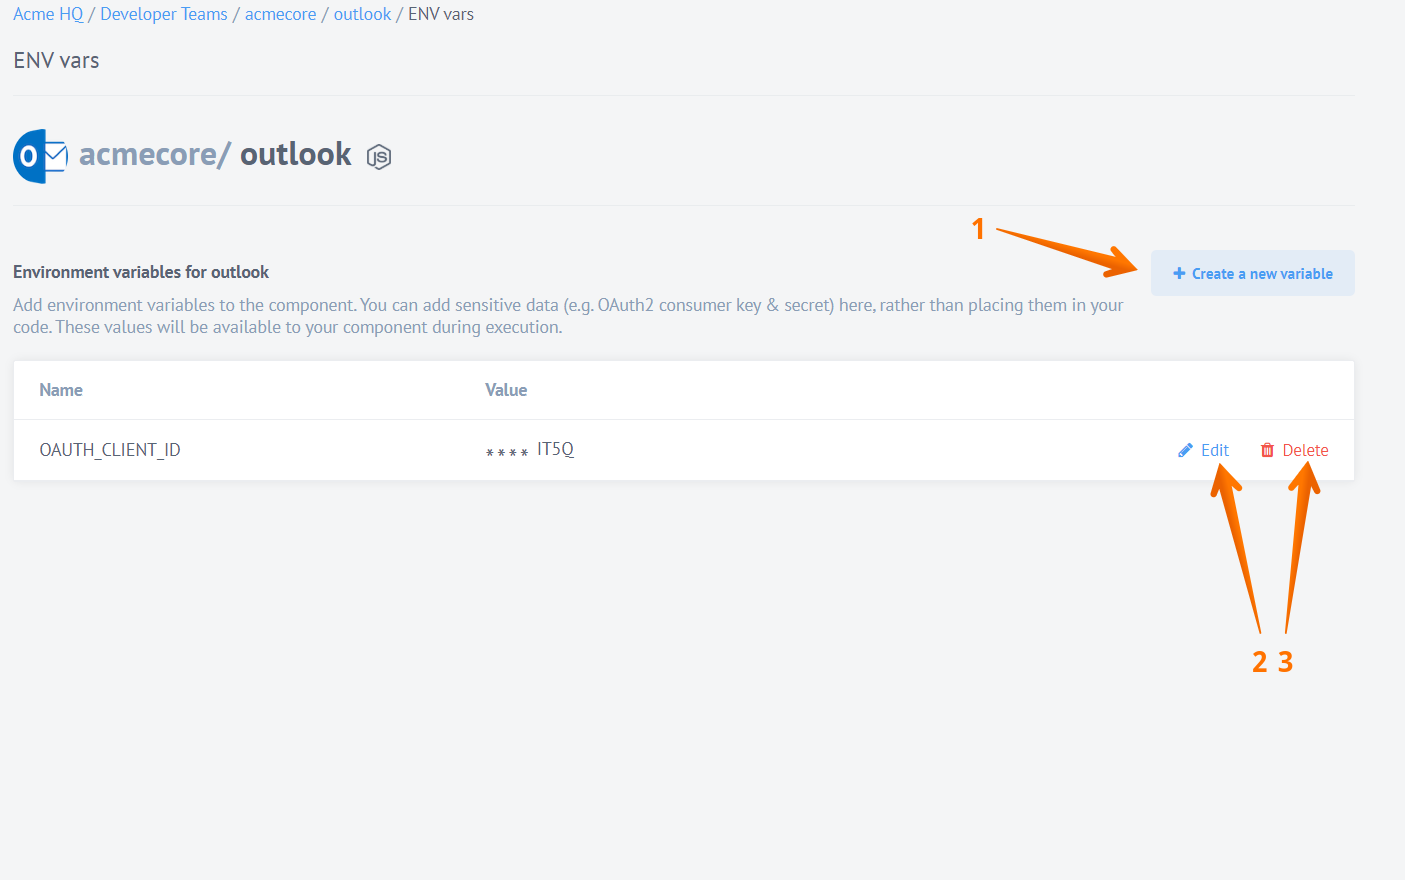 Acme HQ / Developer Teams / acmecore / outlook / ENV vars
ENV vars
O acmecore/ outlook JS
1
+ Create a new variable
Environment variables for outlook
Add environment variables to the component. You can add sensitive data (e.g. OAuth2 consumer key & secret) here, rather than placing them in your
code. These values will be available to your component during execution.
Name Value
OAUTH_CLIENT_ID **** IT5Q Edit Delete
2 3